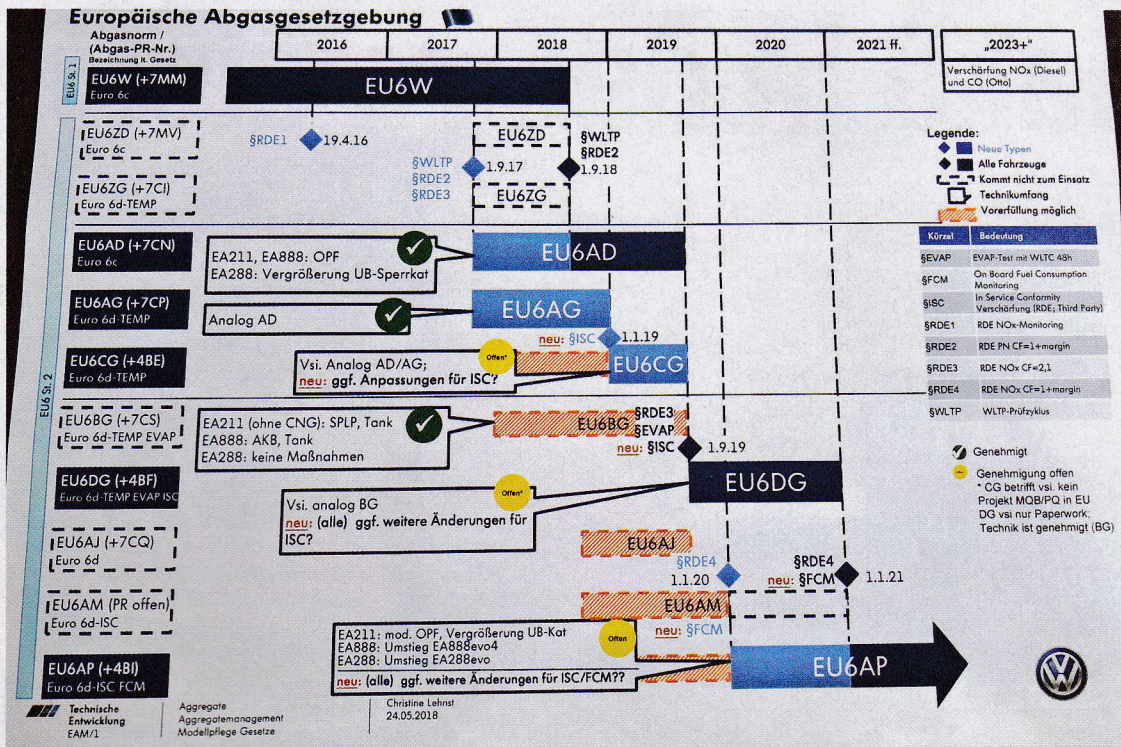 Europäische Abgasgesetzgebung
Abgasnorm /
(Abgas-PR-Nr.)
Bezeichnung lt. Gesetz
2016
2017
2018
2019
2020
2021 ff.
„2023+"
Verschärfung NOx (Diesel)
und CO (Otto)
EU6 St. 1
EU6W (+7MM)
Euro 6c
EU6W
EU6 St. 2
EU6ZD (+7MV)
Euro 6c
§RDE1
19.4.16
EU6ZD
§WLTP
§RDE2
1.9.18
§WLTP
§RDE2
§RDE3
1.9.17
EU6ZG (+7CI)
Euro 6d-TEMP
EU6ZG
Legende:
Neue Typen
Alle Fahrzeuge
Kommt nicht zum Einsatz
Technikumfang
Vorerfüllung möglich
EU6AD (+7CN)
Euro 6c
EA211, EA888: OPF
EA288: Vergrößerung UB-Sperrkat
EU6AD
EU6AG (+7CP)
Euro 6d-TEMP
Analog AD
EU6AG
neu: §ISC
1.1.19
EU6CG (+4BE)
Euro 6d-TEMP
Vsi. Analog AD/AG;
neu: ggf. Anpassungen für ISC?
Offen*
EU6CG
Kürzel Bedeutung
§EVAP EVAP-Test mit WLTC 48h
§FCM On Board Fuel Consumption
Monitoring
§ISC In Service Conformity
Verschärfung (RDE; Third Party)
§RDE1 RDE NOx-Monitoring
§RDE2 RDE PN CF=1+margin
§RDE3 RDE NOx CF=2,1
§RDE4 RDE NOx CF=1+margin
§WLTP WLTP-Prüfzyklus
EU6BG (+7CS)
Euro 6d-TEMP EVAP
EA211 (ohne CNG): SPLP, Tank
EA888: AKB, Tank
EA288: keine Maßnahmen
EU6BG
§RDE3
§EVAP
neu: §ISC
1.9.19
EU6DG (+4BF)
Euro 6d-TEMP EVAP ISC
Vsi. analog BG
neu: (alle) ggf. weitere Änderungen für
ISC?
Offen*
EU6DG
Genehmigt
Genehmigung offen
* CG betrifft vsi. kein
Projekt MQB/PQ in EU
DG vsi nur Paperwork;
Technik ist genehmigt (BG)
EU6AJ (+7CQ)
Euro 6d
EU6AJ
§RDE4
1.1.20
§RDE4
neu: §FCM
1.1.21
EU6AM (PR offen)
Euro 6d-ISC
EU6AM
neu: §FCM
EU6AP (+4BI)
Euro 6d-ISC FCM
EA211: mod. OPF, Vergrößerung UB-Kat
EA888: Umstieg EA888evo4
EA288: Umstieg EA288evo
neu: (alle) ggf. weitere Änderungen für ISC/FCM??
Offen
EU6AP
Technische
Entwicklung
EAM/1
Aggregate
Aggregatemanagement
Modellpflege Gesetze
Christine Lehnst
24.05.2018
VW